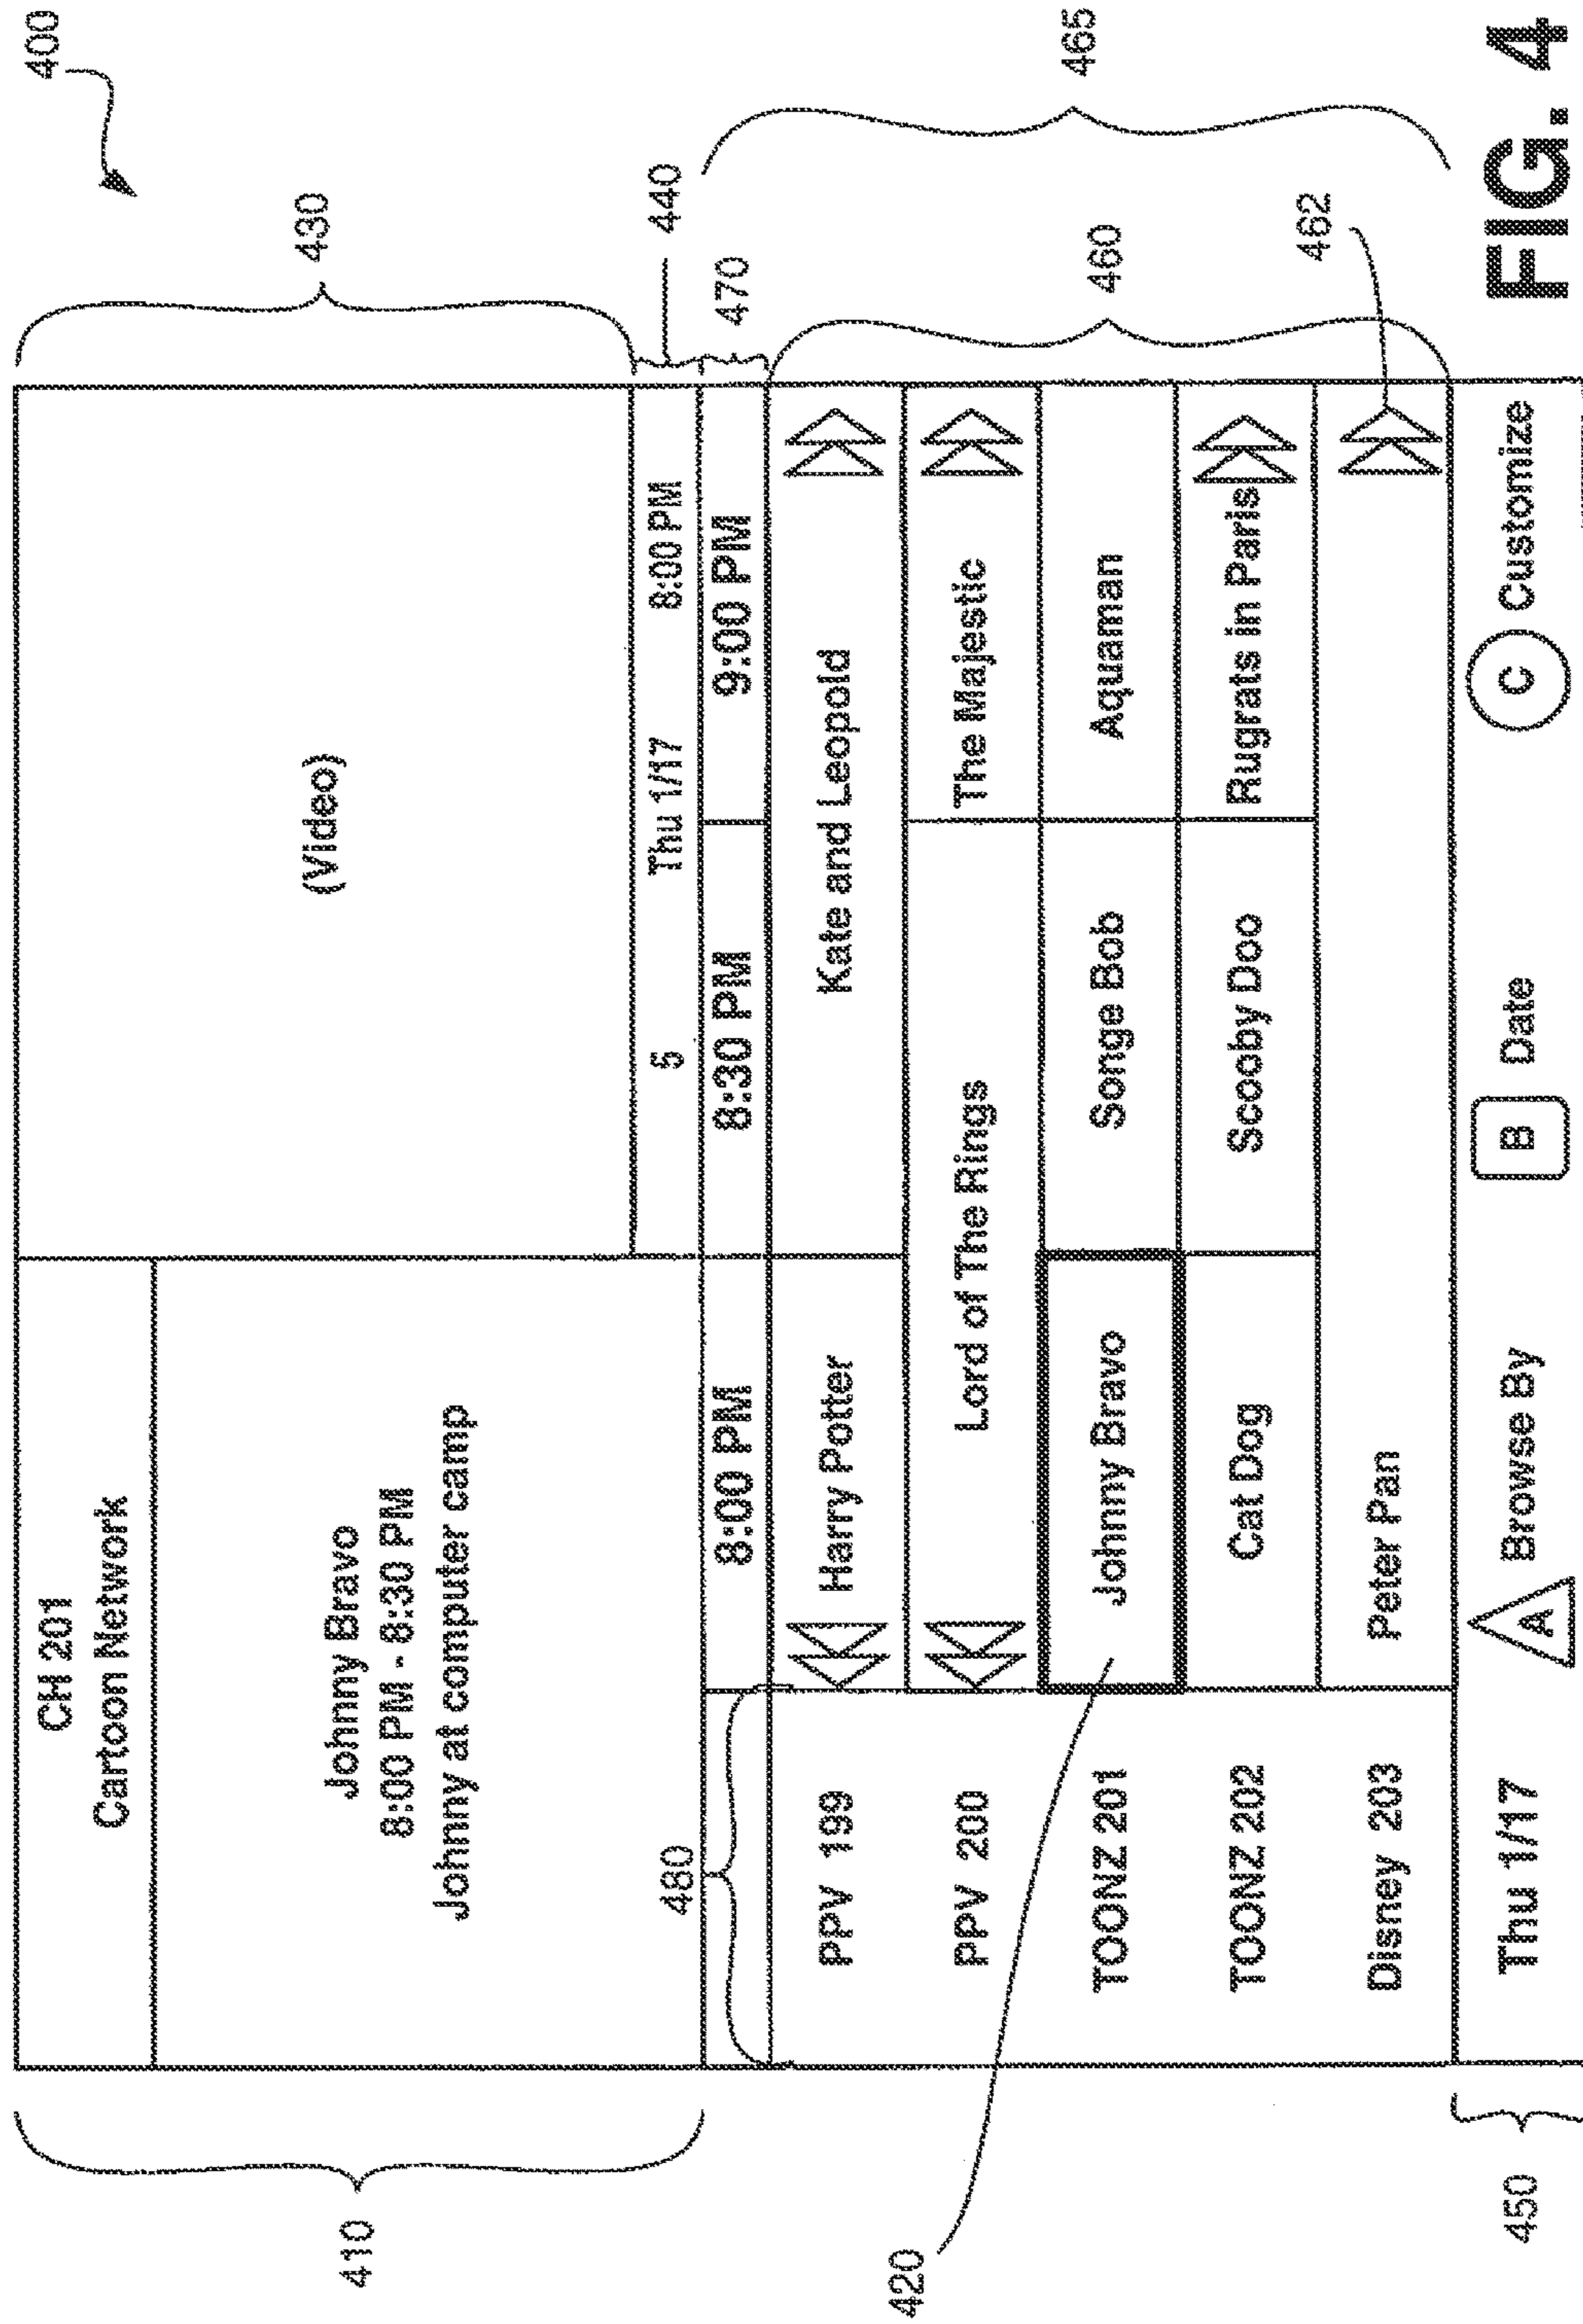 400
CH 201
Cartoon Network
Johnny Bravo
8:00 PM - 8:30 PM
Johnny at computer camp
(Video)
430
410
5 Thu 1/17 8:00 PM
440
480
8:00 PM 8:30 PM 9:00 PM
470
PPV 199 Harry Potter Kate and Leopold
PPV 200 Lord of The Rings The Majestic
TOONZ 201 Johnny Bravo Songe Bob Aquaman
TOONZ 202 Cat Dog Scooby Doo Rugrats in Paris
Disney 203 Peter Pan
460
465
462
420
Thu 1/17 A Browse By B Date C Customize
450
FIG. 4